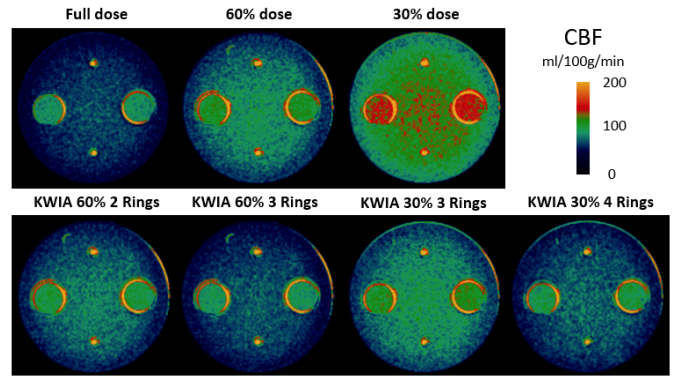 Full dose
60% dose
30% dose
CBF
ml/100g/min
200
100
0
KWIA 60% 2 Rings
KWIA 60% 3 Rings
KWIA 30% 3 Rings
KWIA 30% 4 Rings